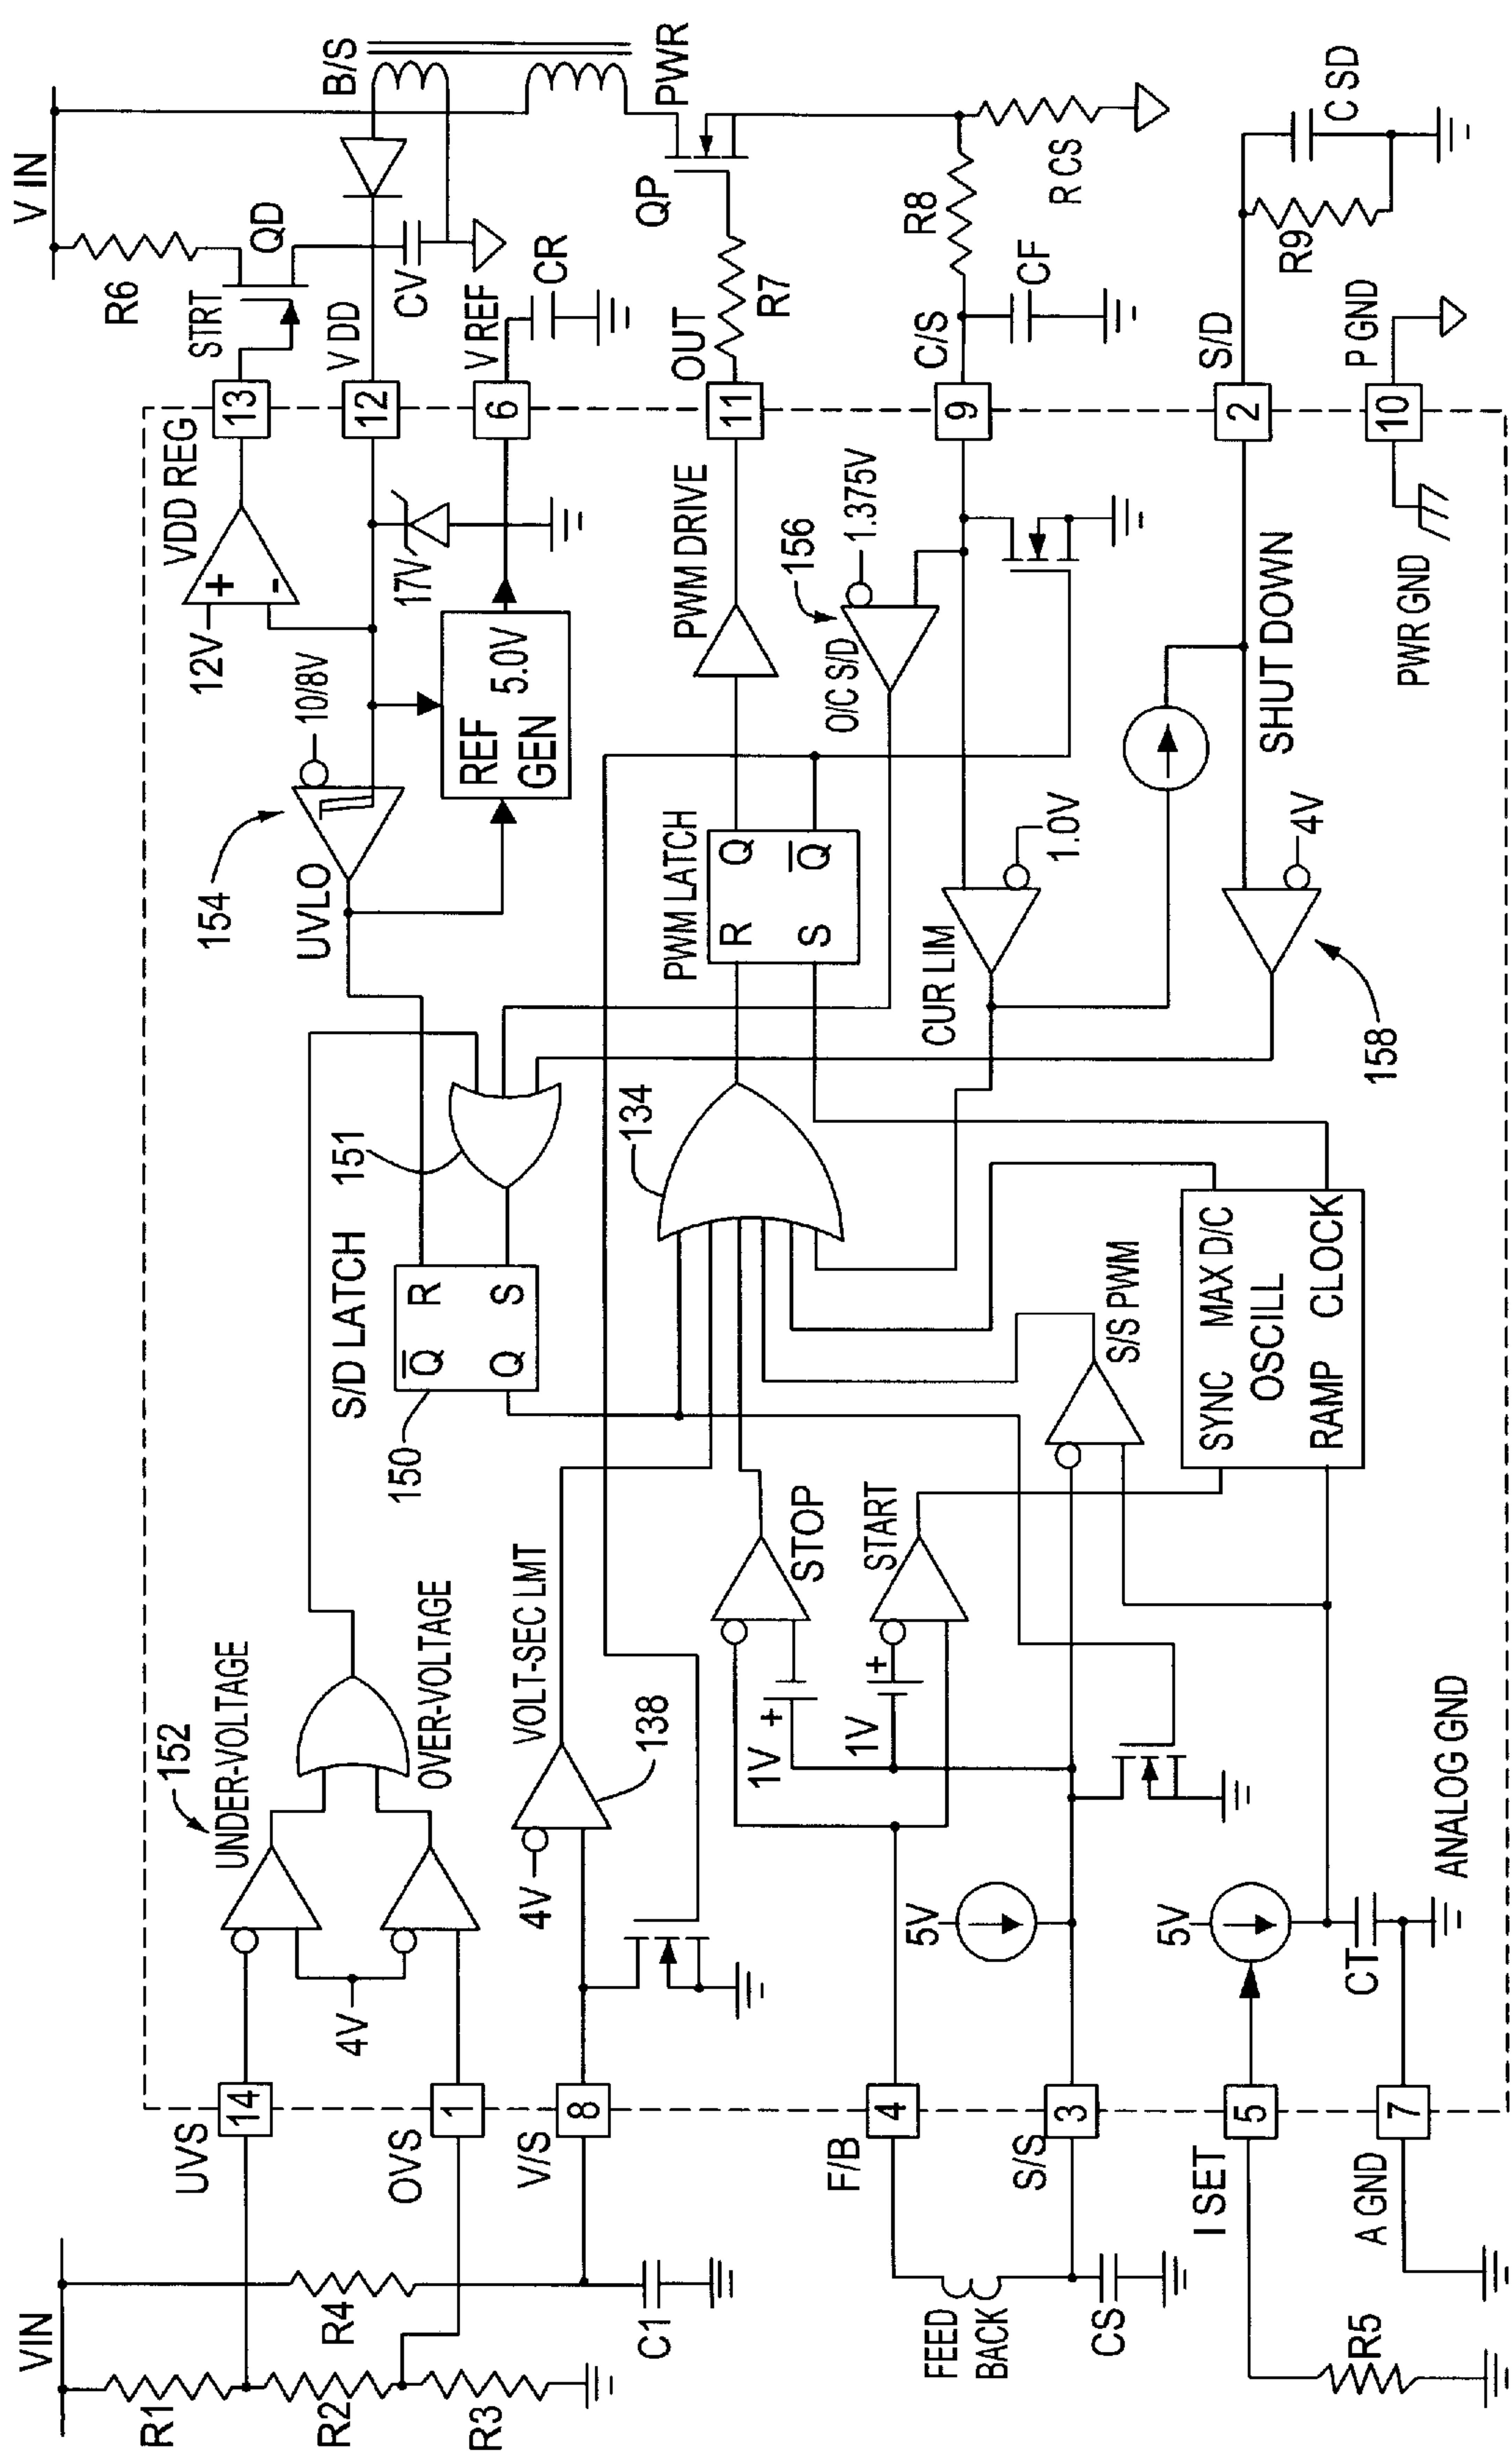 VIN
R1
R2
R3
R4
C1
FEED
BACK
CS
R5
UVS
OVS
V/S
F/B
S/S
I SET
A GND
14
1
8
4
3
5
7
152
UNDER-VOLTAGE
OVER-VOLTAGE
4V
4V
VOLT-SEC LMT
138
1V
+
1V
+
STOP
START
5V
5V
CT
ANALOG GND
S/D LATCH
151
150
Q
R
Q
S
134
S/S PWM
SYNC
MAX D/C
OSCILL
RAMP
CLOCK
154
UVLO
10/8V
12V
+
-
VDD REG
17V
REF
GEN
5.0V
PWM LATCH
R
Q
S
Q
PWM DRIVE
156
O/C S/D
1.375V
CUR LIM
1.0V
SHUT DOWN
4V
158
PWR GND
13
12
6
11
9
2
10
STRT
V DD
V REF
OUT
C/S
S/D
P GND
V IN
R6
QD
CV
CR
B/S
PWR
QP
R7
R8
CF
R CS
R9
C SD